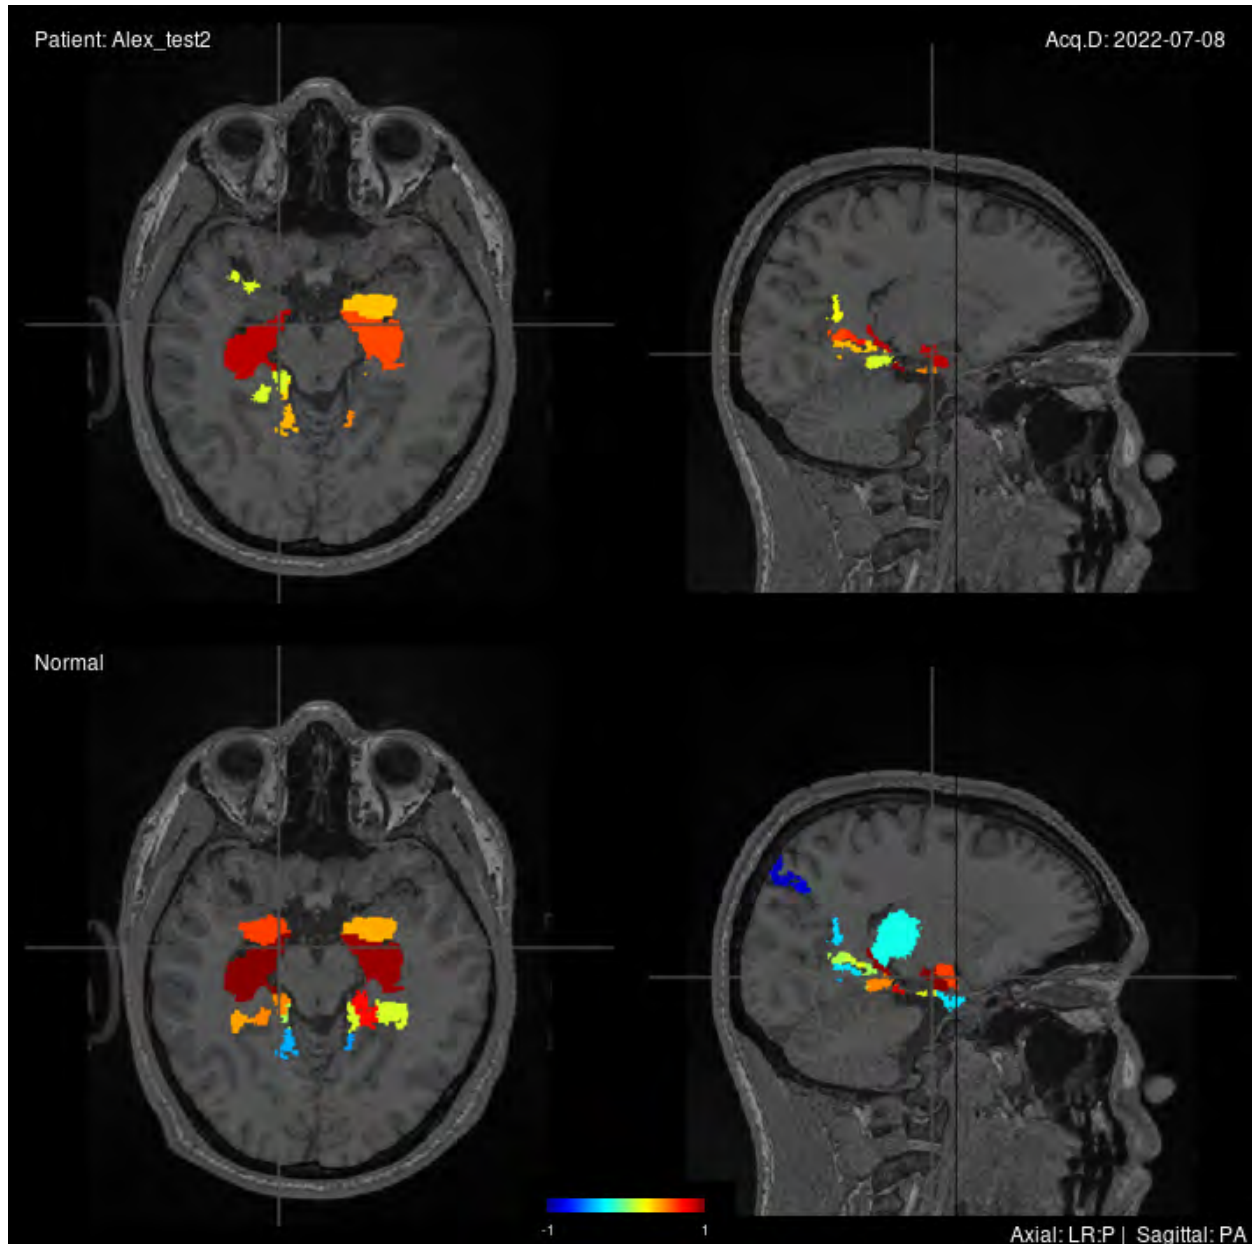 Patient: Alex_test2
Acq.D: 2022-07-08
Normal
-1
1
Axial: LR:P | Sagittal: PA